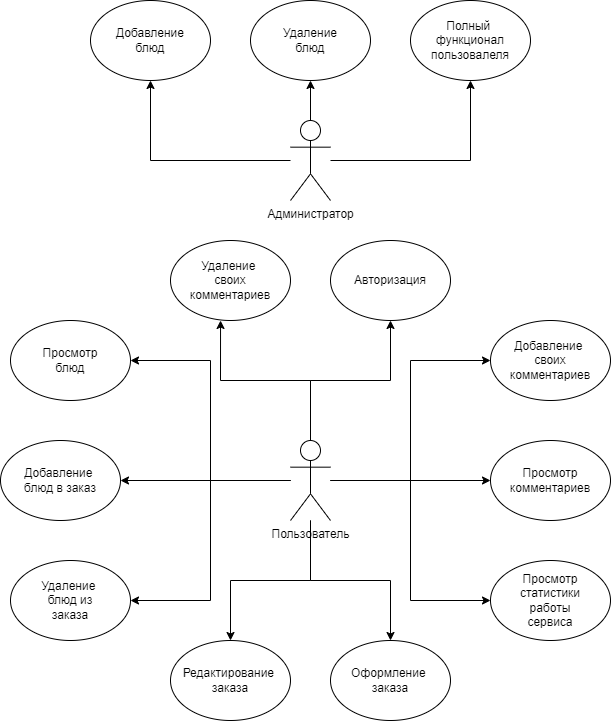 Добавление
блюд
Удаление
блюд
Полный
функционал
пользовалеля
Администратор
Удаление
своих
комментариев
Авторизация
Просмотр
блюд
Добавление
своих
комментариев
Добавление
блюд в заказ
Просмотр
комментариев
Пользователь
Удаление
блюд из
заказа
Просмотр
статистики
работы
сервиса
Редактирование
заказа
Оформление
заказа